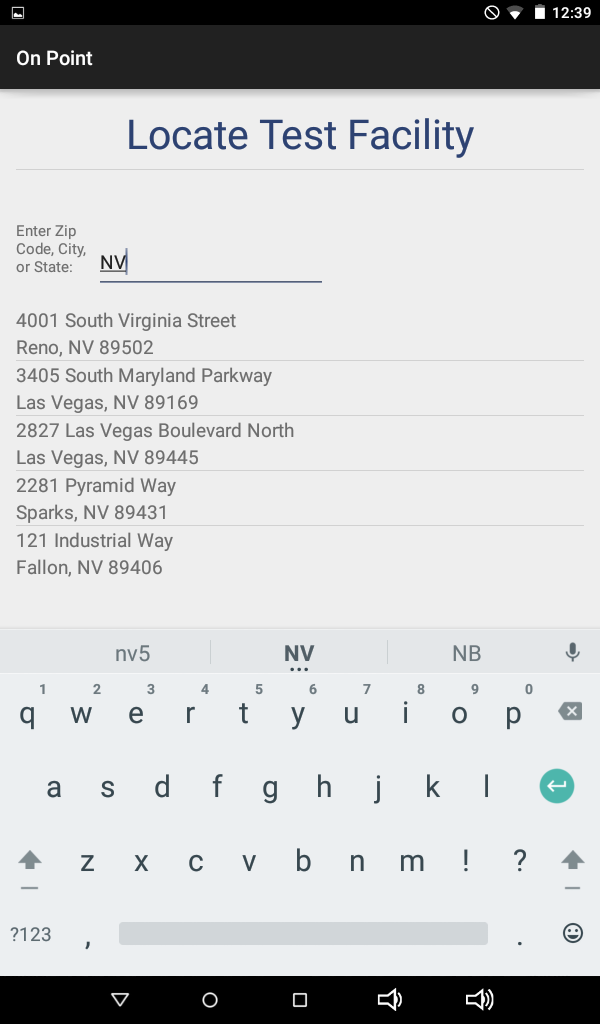 12:39
On Point
Locate Test Facility
Enter Zip
Code, City,
or State:
NV
4001 South Virginia Street
Reno, NV 89502
3405 South Maryland Parkway
Las Vegas, NV 89169
2827 Las Vegas Boulevard North
Las Vegas, NV 89445
2281 Pyramid Way
Sparks, NV 89431
121 Industrial Way
Fallon, NV 89406
nv5 NV NB
1 2 3 4 5 6 7 8 9 0
q w e r t y u i o p
a s d f g h j k l
z x c v b n m ! ?
?123 , .